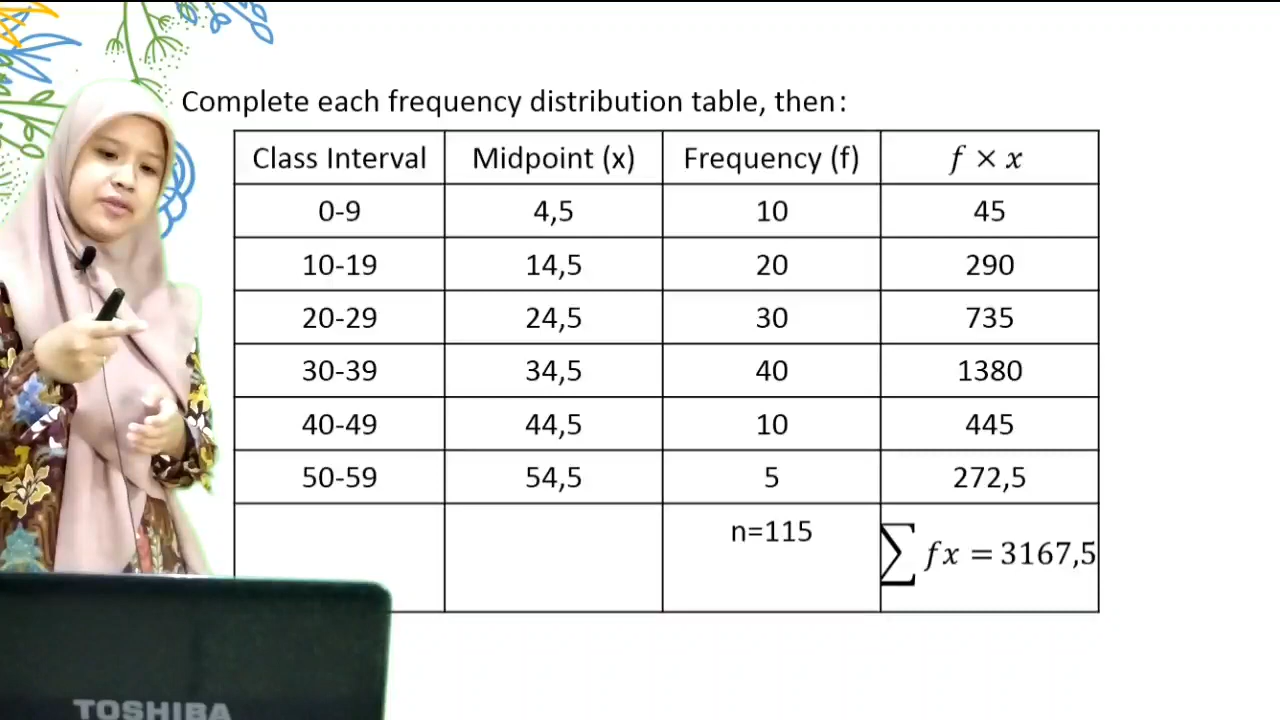 Complete each frequency distribution table, then:
Class Interval Midpoint (x) Frequency (f) f × x
0-9 4,5 10 45
10-19 14,5 20 290
20-29 24,5 30 735
30-39 34,5 40 1380
40-49 44,5 10 445
50-59 54,5 5 272,5
n=115 ∑ fx = 3167,5
TOSHIBA